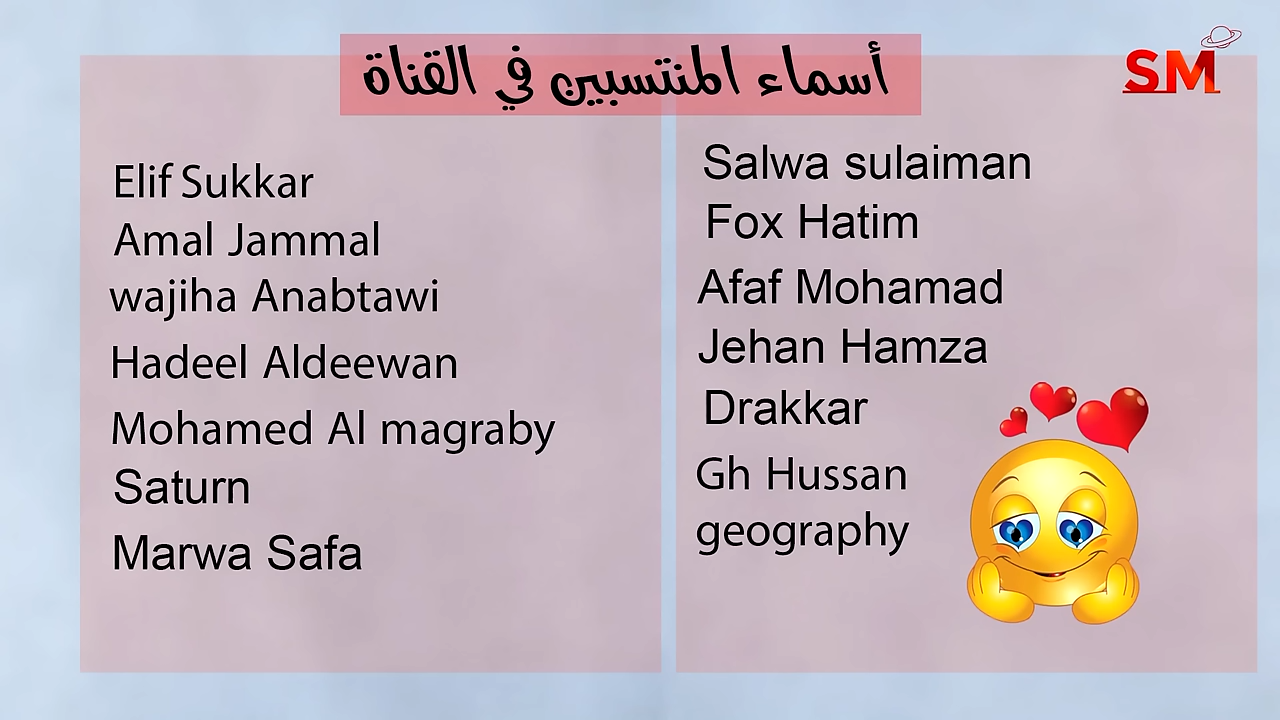 أسماء المنتسبين في القناة
SM
Elif Sukkar
Amal Jammal
wajiha Anabtawi
Hadeel Aldeewan
Mohamed Al magraby
Saturn
Marwa Safa
Salwa sulaiman
Fox Hatim
Afaf Mohamad
Jehan Hamza
Drakkar
Gh Hussan
geography